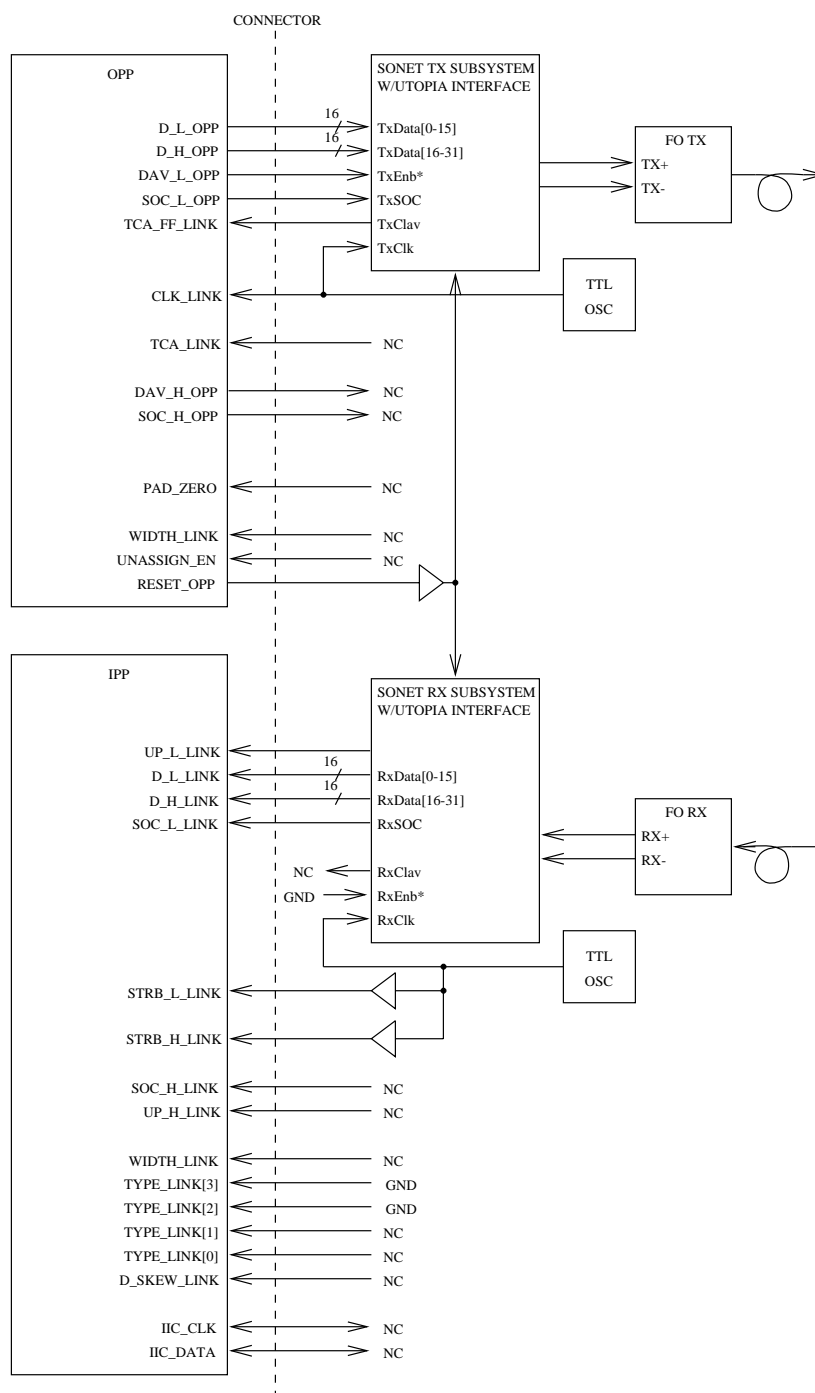 CONNECTOR
OPP
SONET TX SUBSYSTEM
W/UTOPIA INTERFACE
D_L_OPP
16
TxData[0-15]
D_H_OPP
16
TxData[16-31]
DAV_L_OPP
TxEnb*
SOC_L_OPP
TxSOC
TCA_FF_LINK
TxClav
TxClk
FO TX
TX+
TX-
CLK_LINK
TTL
OSC
TCA_LINK
NC
DAV_H_OPP
NC
SOC_H_OPP
NC
PAD_ZERO
NC
WIDTH_LINK
NC
UNASSIGN_EN
NC
RESET_OPP
IPP
SONET RX SUBSYSTEM
W/UTOPIA INTERFACE
UP_L_LINK
D_L_LINK
16
RxData[0-15]
D_H_LINK
16
RxData[16-31]
SOC_L_LINK
RxSOC
NC
RxClav
GND
RxEnb*
RxClk
FO RX
RX+
RX-
TTL
OSC
STRB_L_LINK
STRB_H_LINK
SOC_H_LINK
NC
UP_H_LINK
NC
WIDTH_LINK
NC
TYPE_LINK[3]
GND
TYPE_LINK[2]
GND
TYPE_LINK[1]
NC
TYPE_LINK[0]
NC
D_SKEW_LINK
NC
IIC_CLK
NC
IIC_DATA
NC